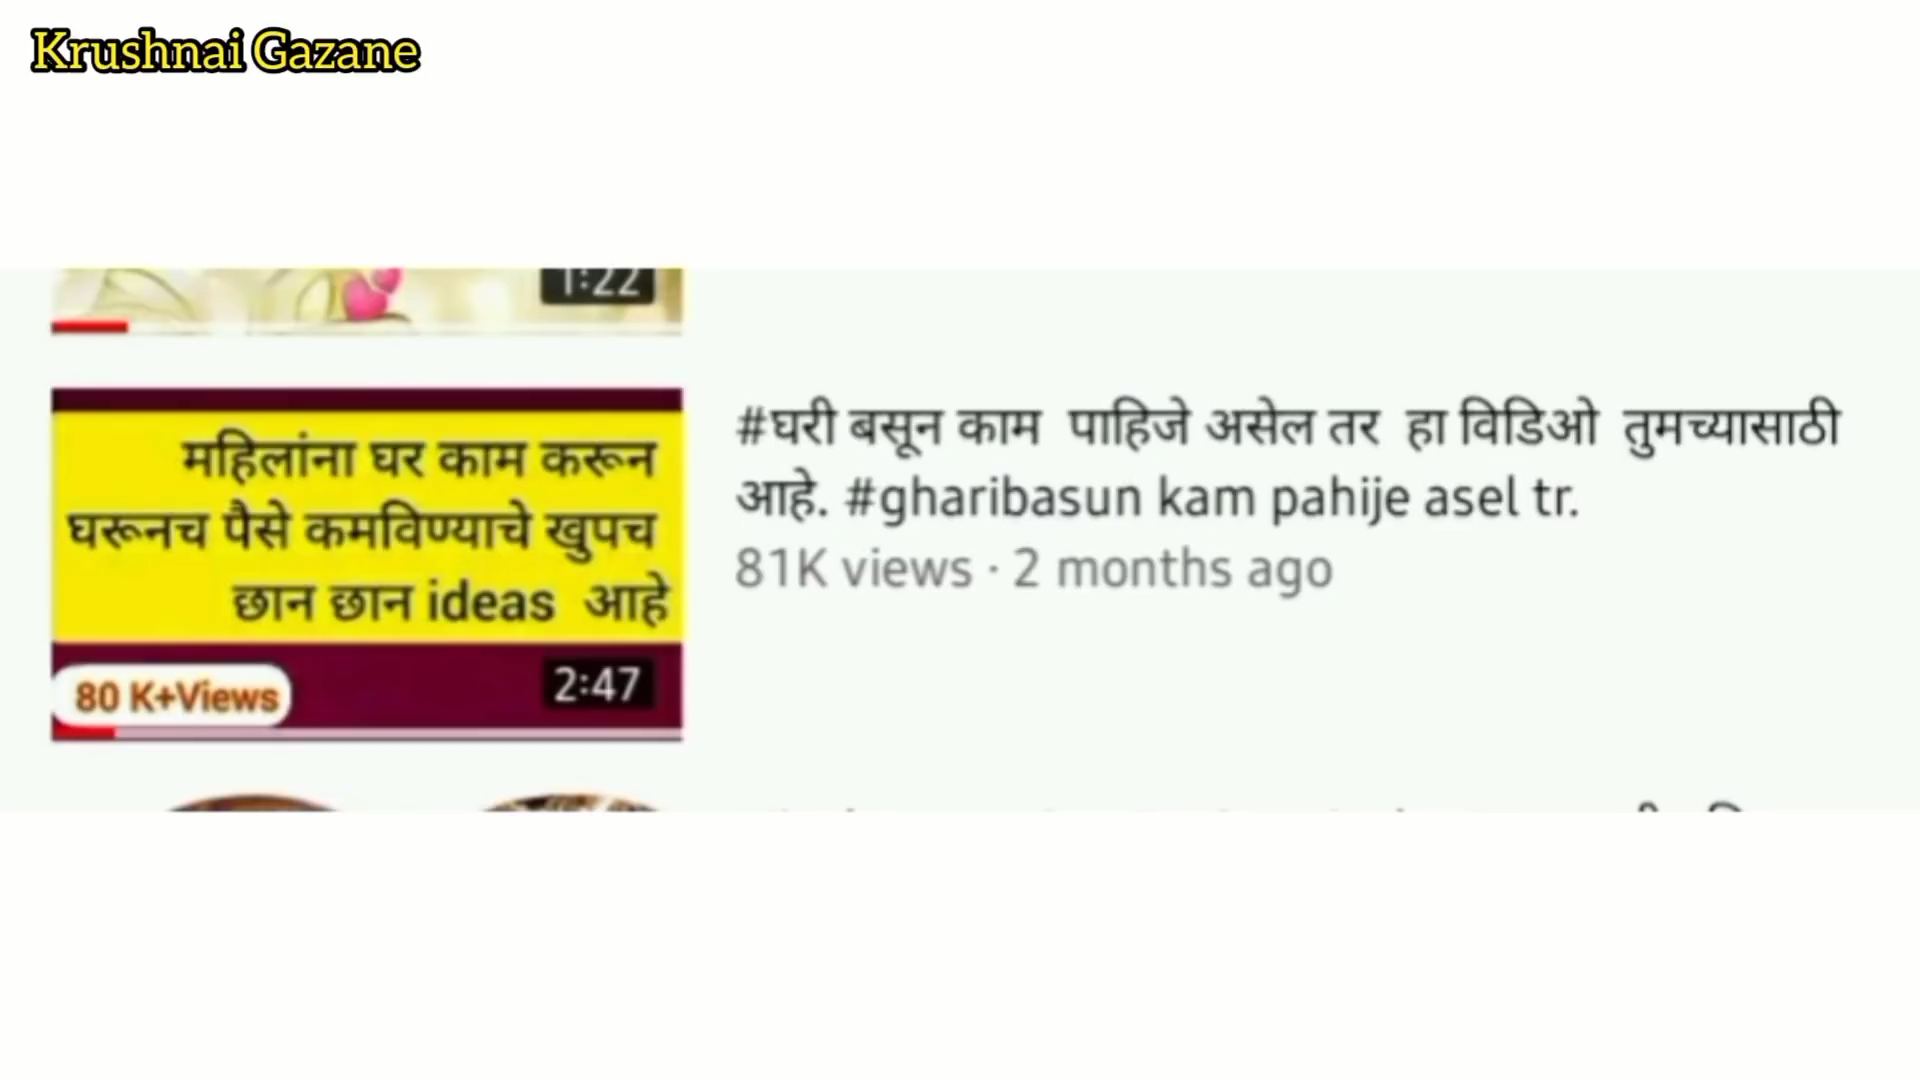 Krushnai Gazane
1:22
महिलांना घर काम करून
घरूनच पैसे कमविण्याचे खुपच
छान छान ideas आहे
80 K+Views
2:47
#घरी बसून काम पाहिजे असेल तर हा विडिओ तुमच्यासाठी
आहे. #gharibasun kam pahije asel tr.
81K views · 2 months ago